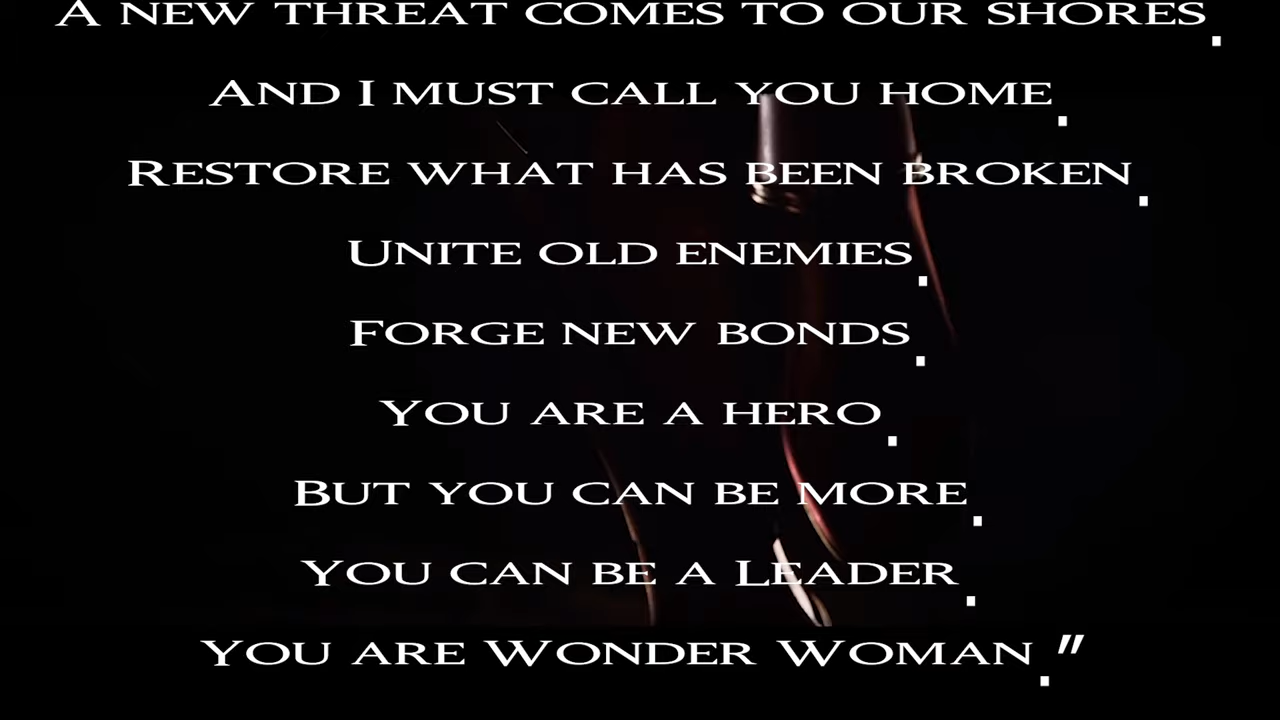 A new threat comes to our shores.
And I must call you home.
Restore what has been broken.
Unite old enemies.
Forge new bonds.
You are a hero.
But you can be more.
You can be a Leader.
You are Wonder Woman.”